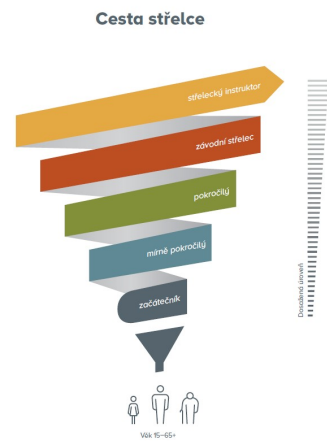 Cesta střelce
střelecký instruktor
závodní střelec
pokročilý
mírně pokročilý
začátečník
Dosažená úroveň
Věk 15–65+